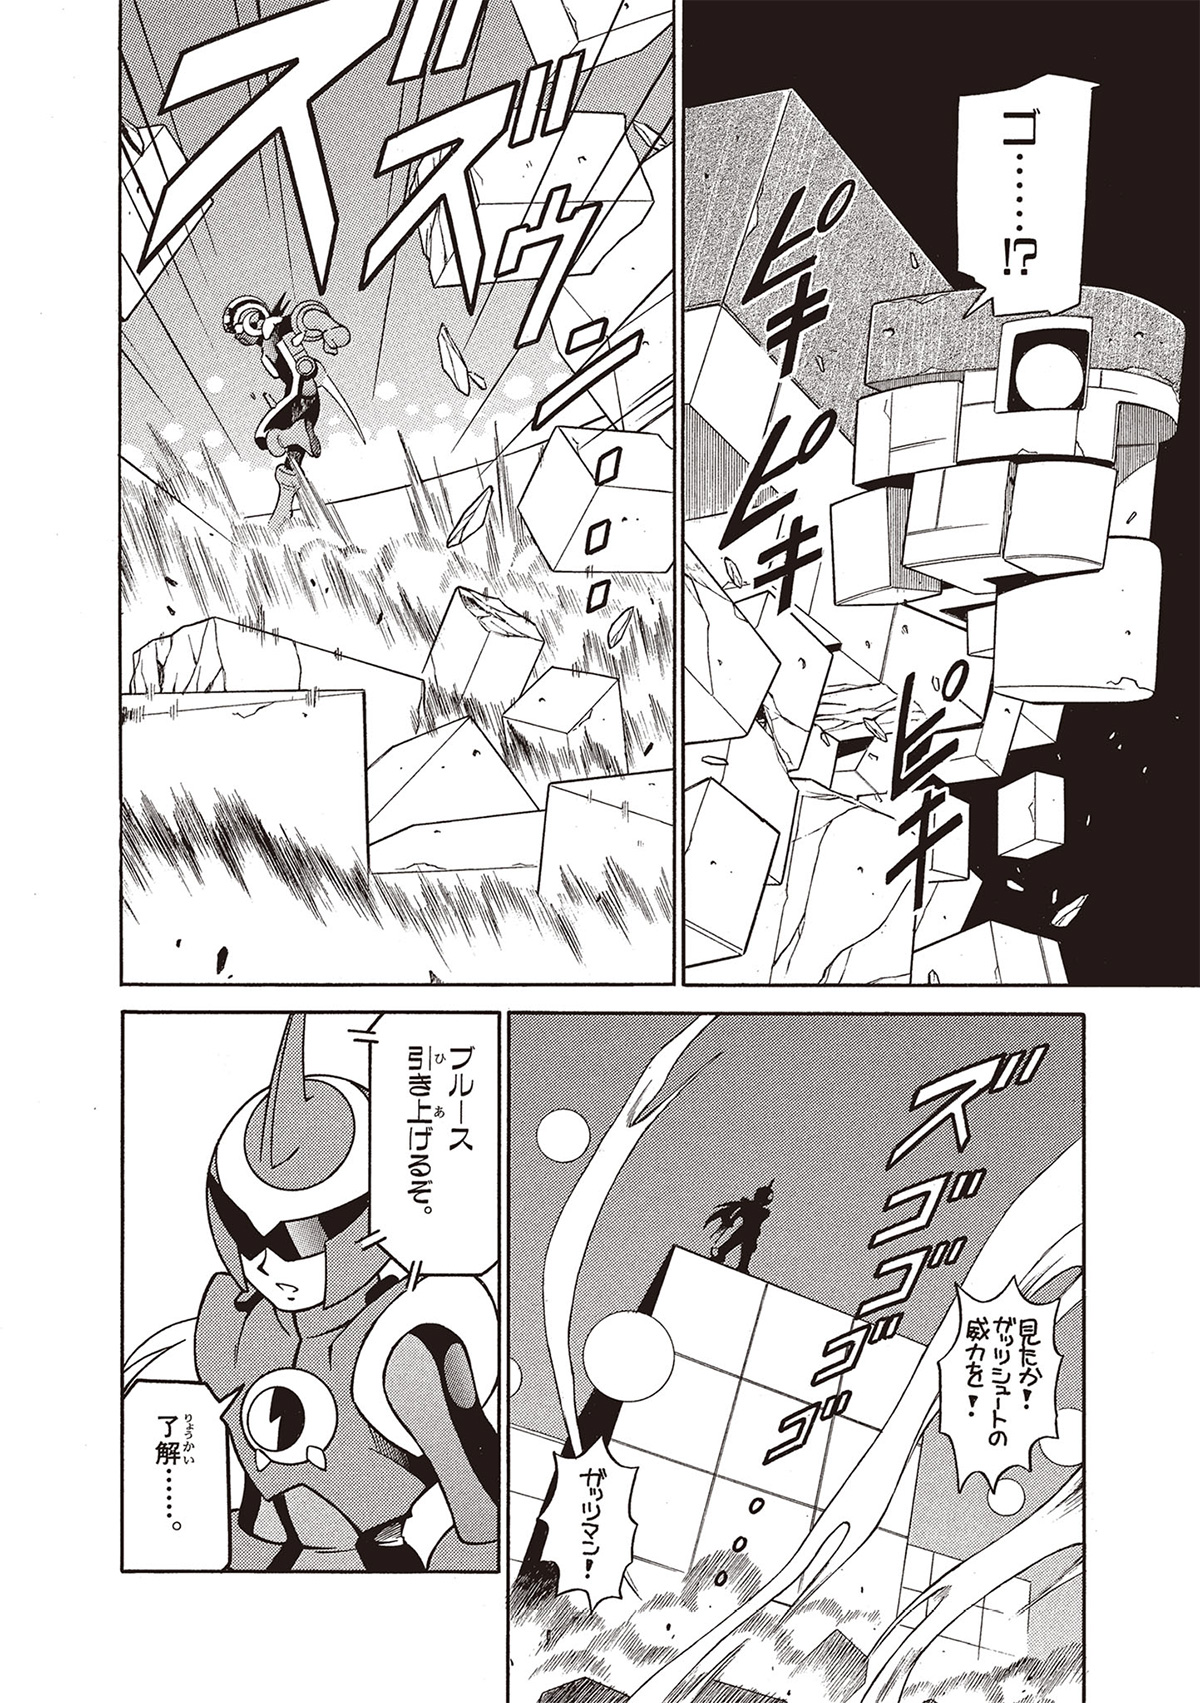 ゴ……!?
ピキ
ピキ
ピキ
ズズズウン…
ズゴゴゴゴ…
見たか!
ガッツシュートの
威力を!
ガッツマン!
ブルース
引き上げるぞ。
了解……。